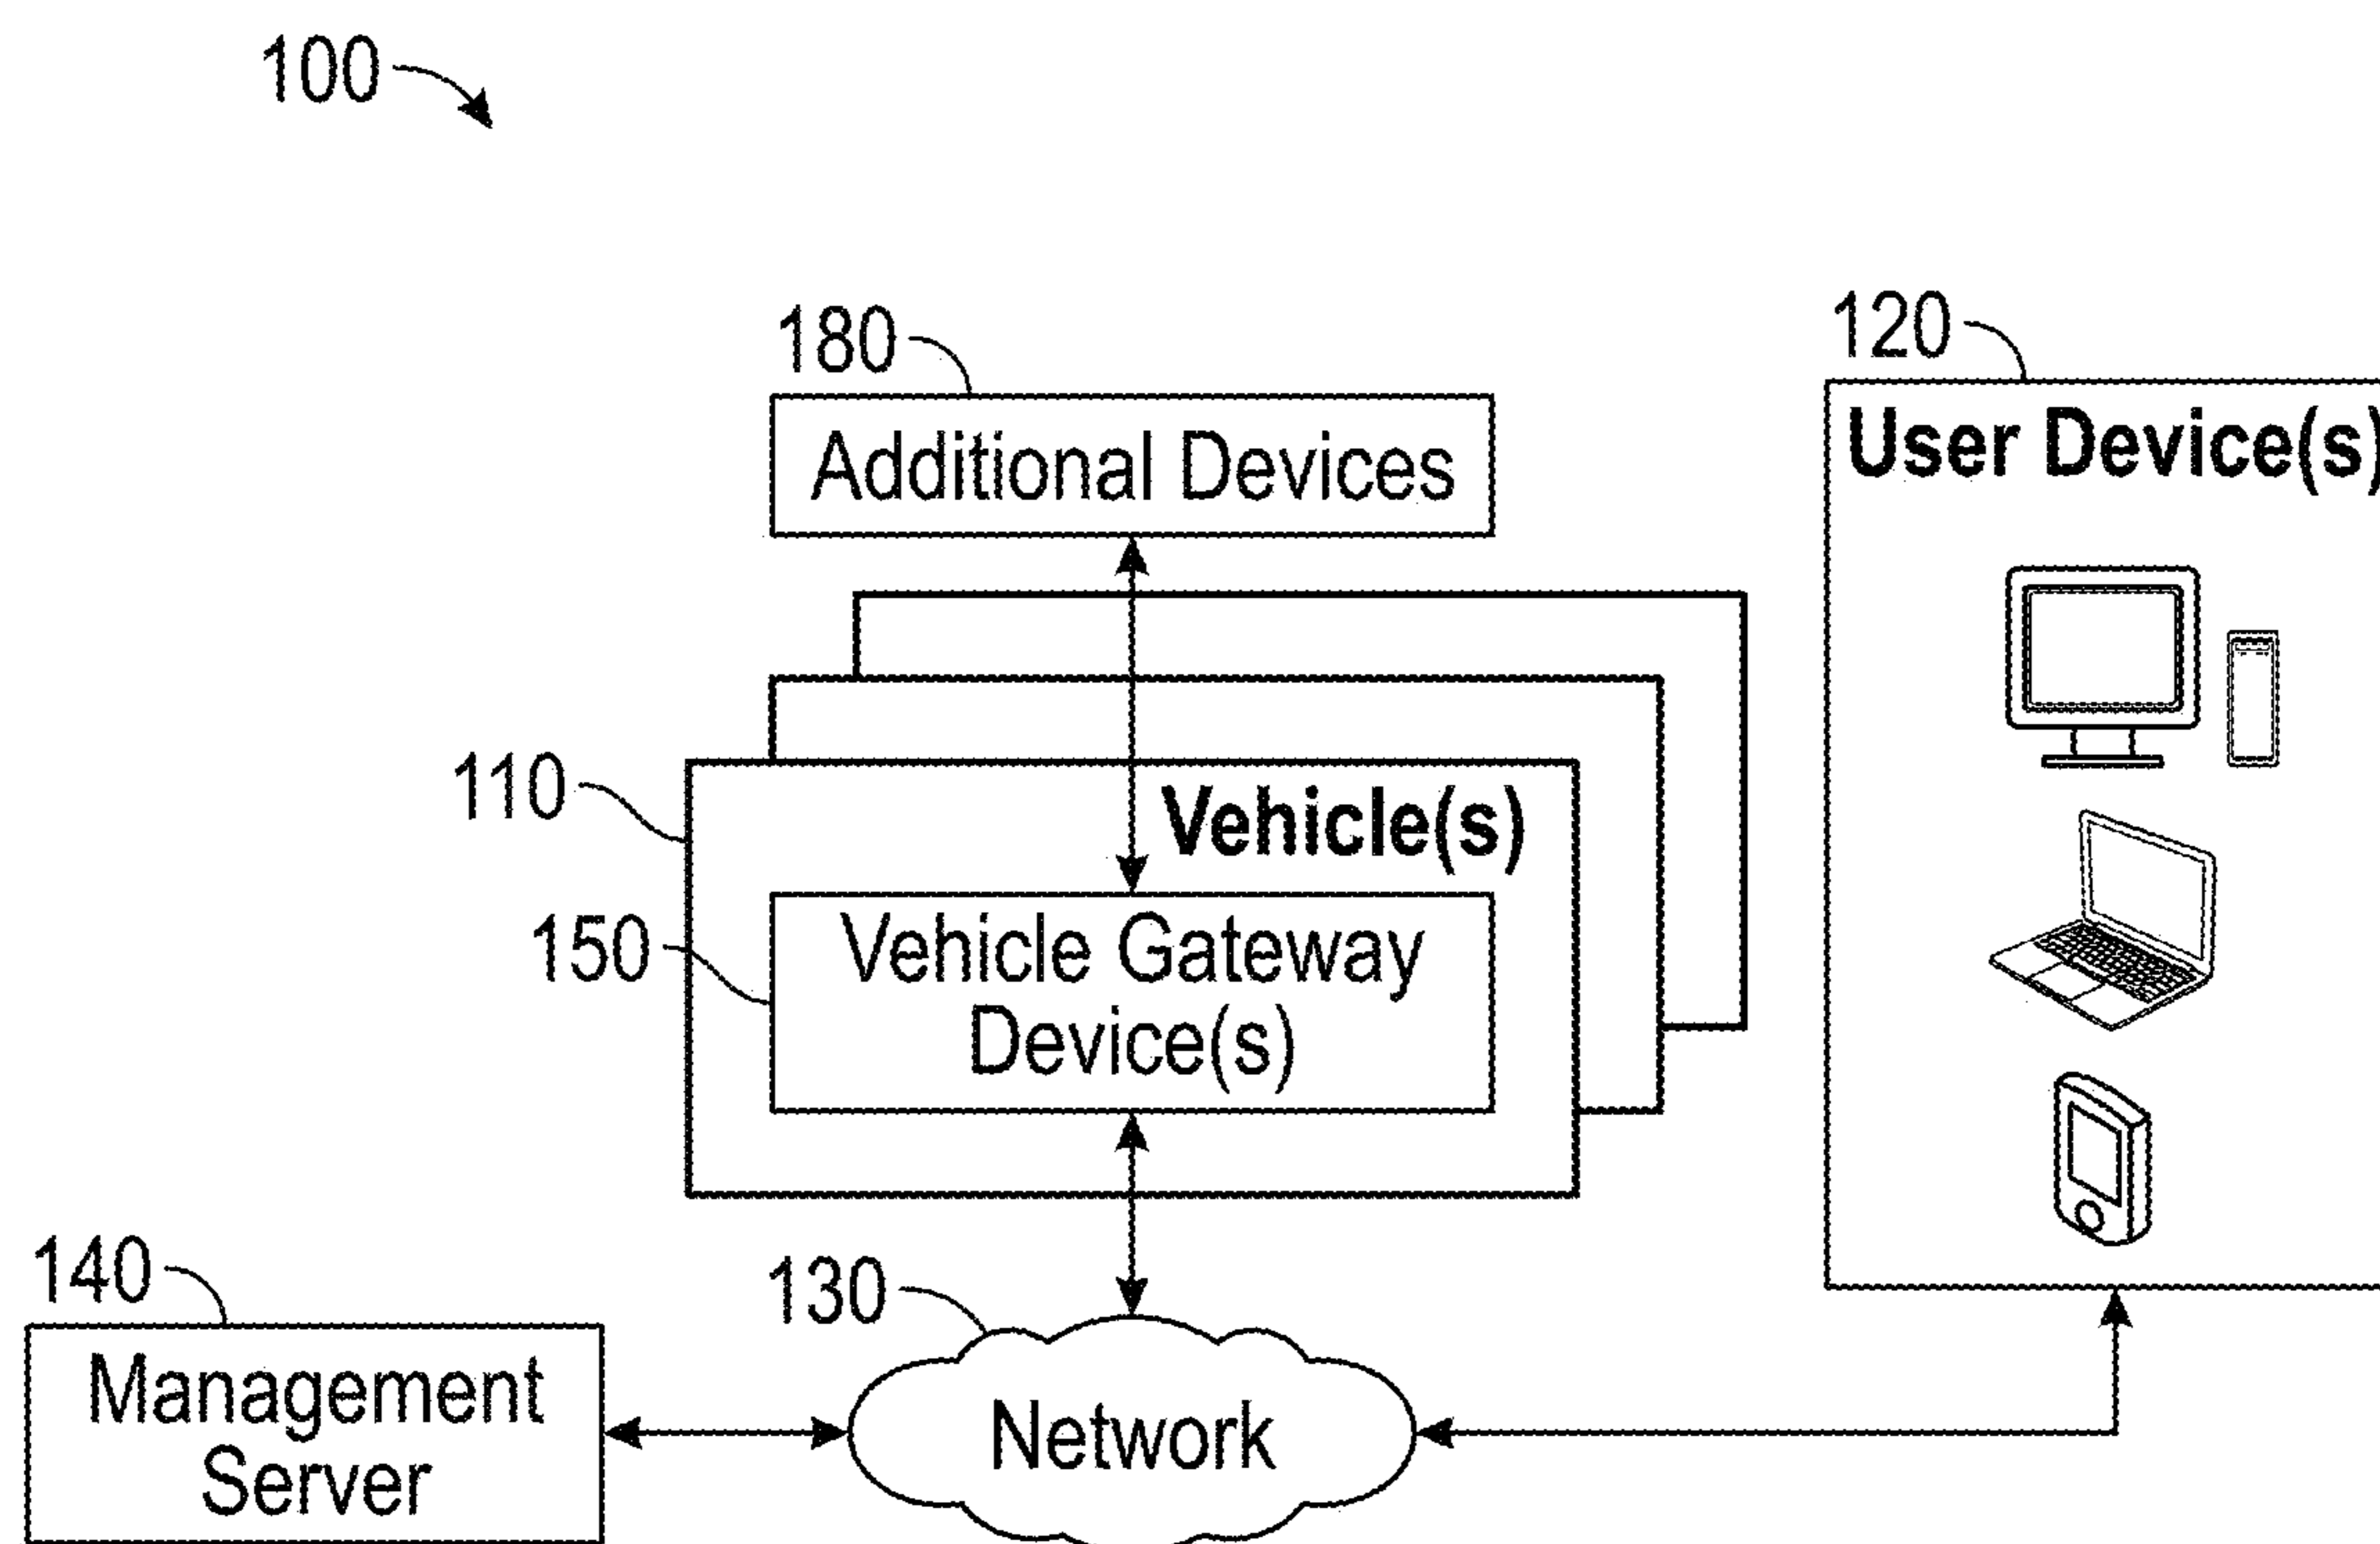 100
180
Additional Devices
120
User Device(s)
110
Vehicle(s)
150
Vehicle Gateway
Device(s)
140
Management
Server
130
Network